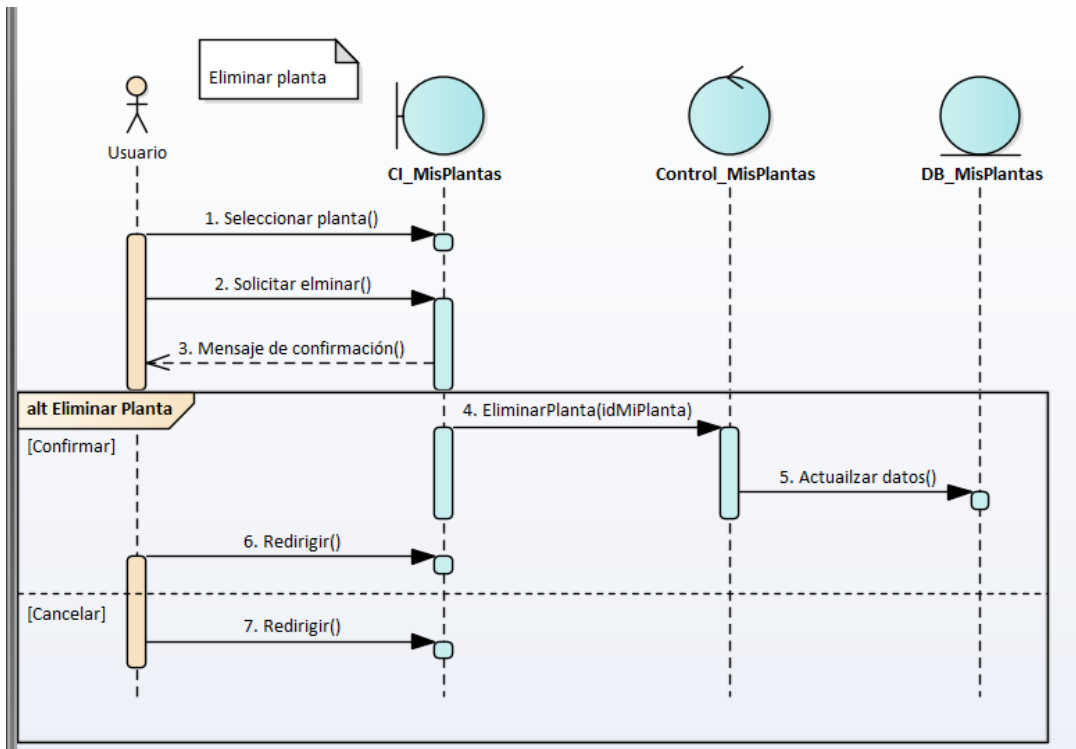 Eliminar planta
Usuario
CI_MisPlantas
Control_MisPlantas
DB_MisPlantas
1. Seleccionar planta()
2. Solicitar elminar()
3. Mensaje de confirmación()
alt Eliminar Planta
4. EliminarPlanta(idMiPlanta)
[Confirmar]
5. Actuailzar datos()
6. Redirigir()
[Cancelar]
7. Redirigir()